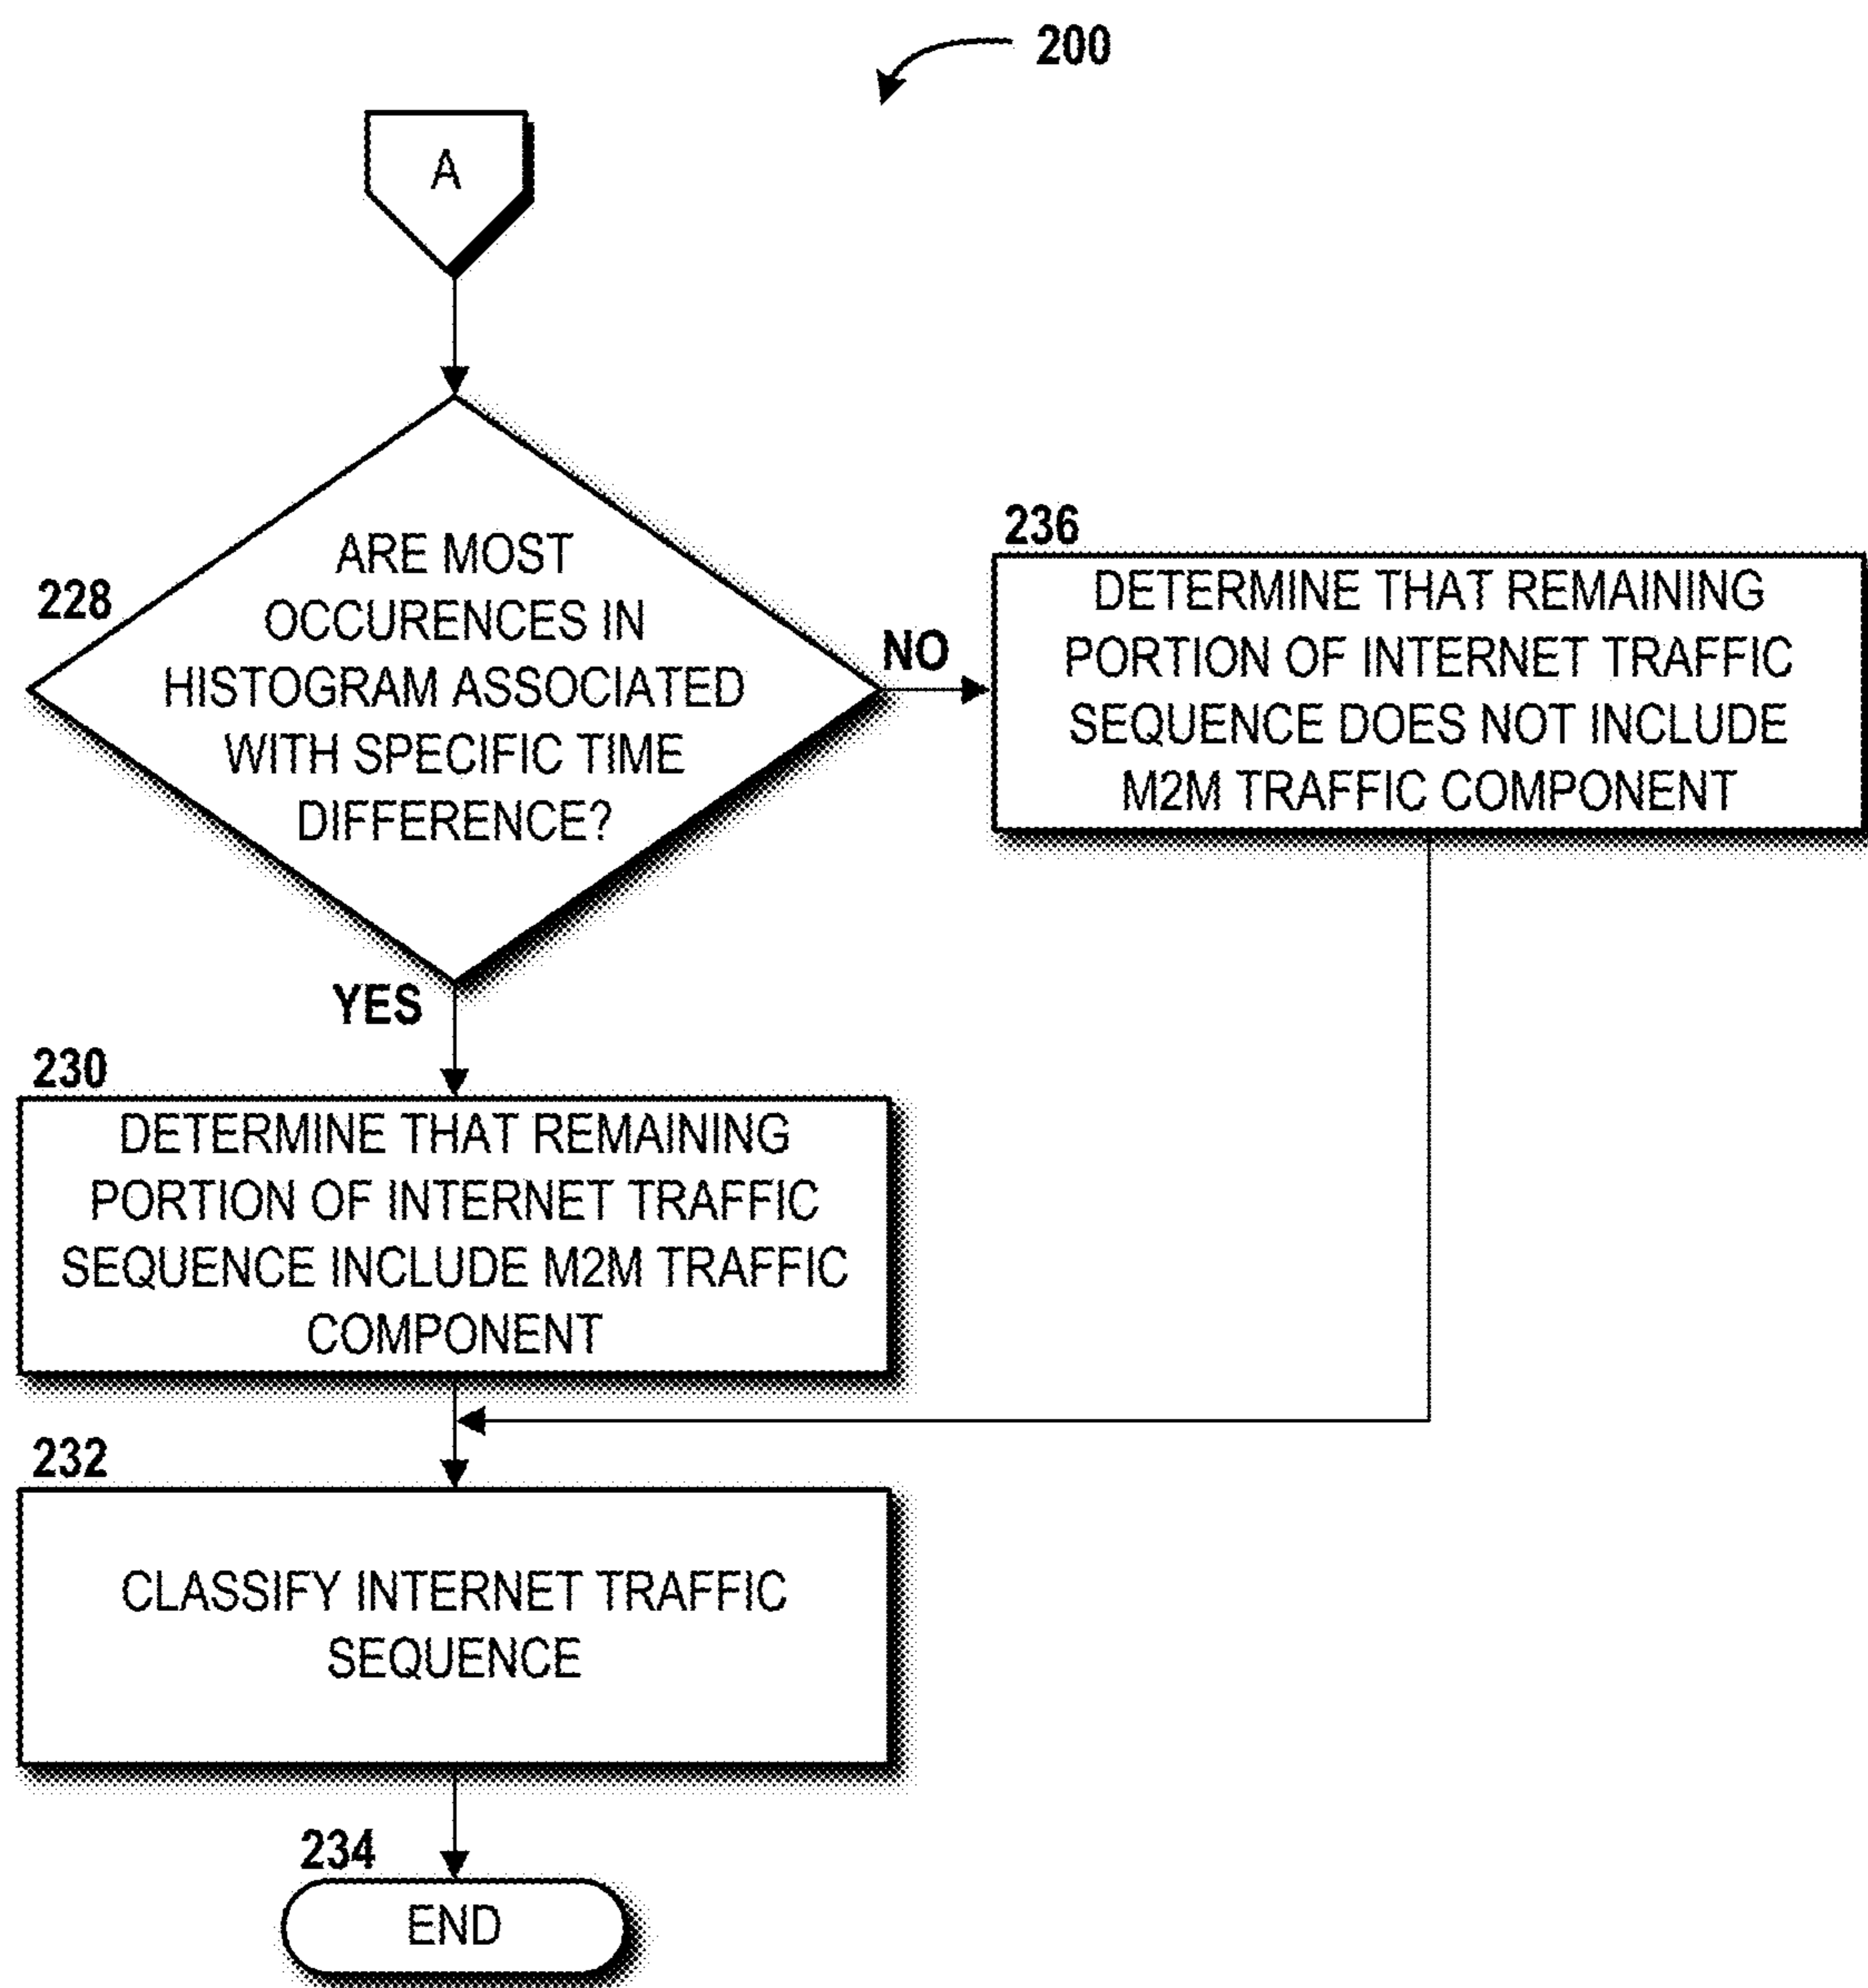 200
A
228
ARE MOST
OCCURENCES IN
HISTOGRAM ASSOCIATED
WITH SPECIFIC TIME
DIFFERENCE?
NO
236
DETERMINE THAT REMAINING
PORTION OF INTERNET TRAFFIC
SEQUENCE DOES NOT INCLUDE
M2M TRAFFIC COMPONENT
YES
230
DETERMINE THAT REMAINING
PORTION OF INTERNET TRAFFIC
SEQUENCE INCLUDE M2M TRAFFIC
COMPONENT
232
CLASSIFY INTERNET TRAFFIC
SEQUENCE
234
END